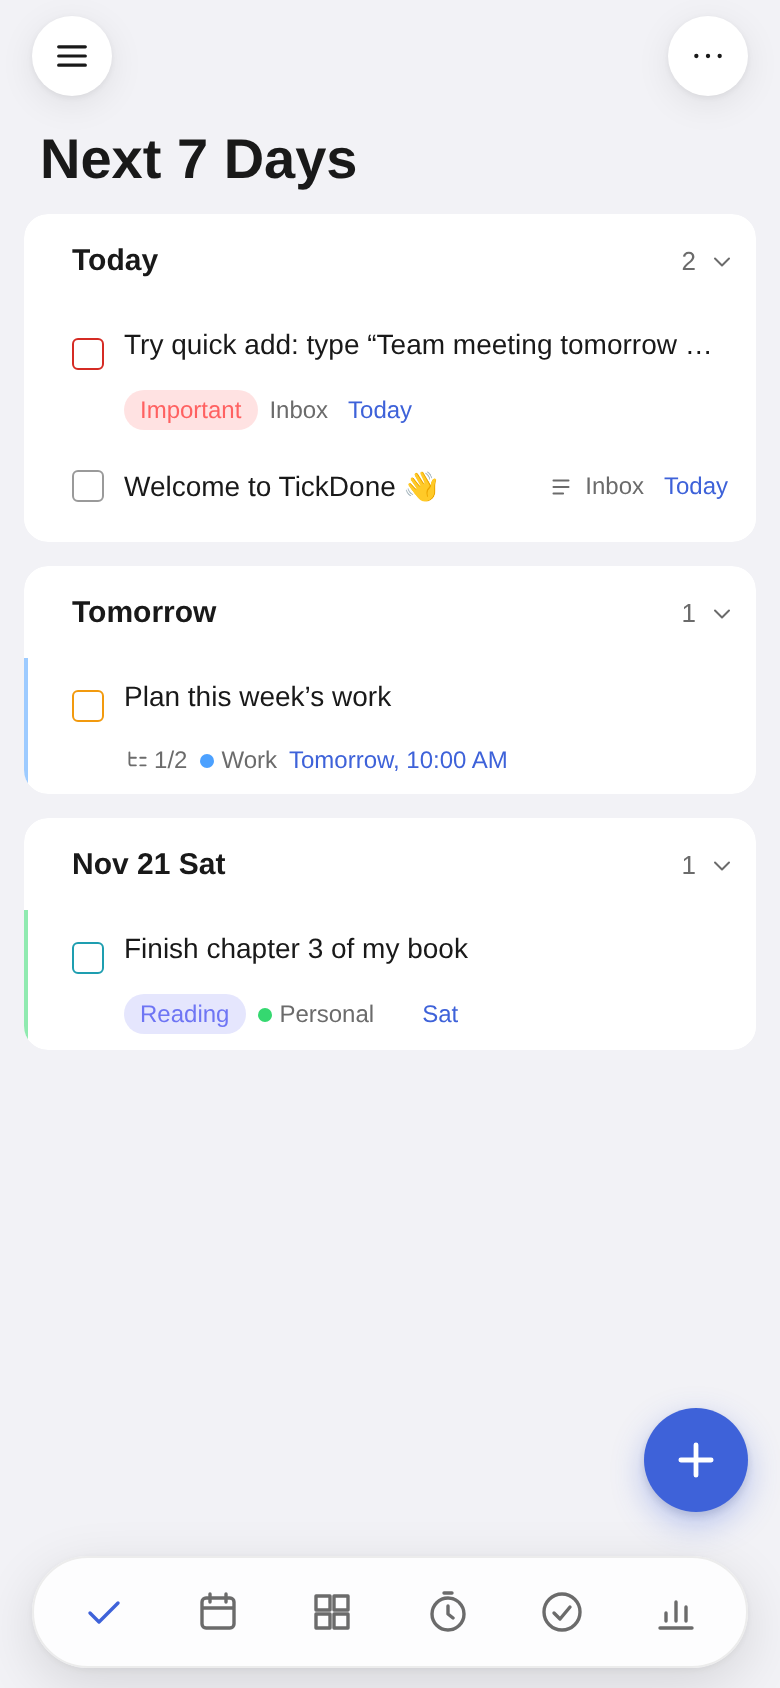 Next 7 Days
Today 2
Try quick add: type “Team meeting tomorrow …
Important Inbox Today
Welcome to TickDone 👋 Inbox Today
Tomorrow 1
Plan this week’s work
1/2 Work Tomorrow, 10:00 AM
Nov 21 Sat 1
Finish chapter 3 of my book
Reading Personal Sat